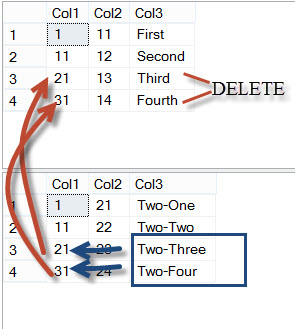 Col1 Col2 Col3
1 1 11 First
2 11 12 Second
3 21 13 Third
DELETE
4 31 14 Fourth
Col1 Col2 Col3
1 1 21 Two-One
2 11 22 Two-Two
3 21 23 Two-Three
4 31 24 Two-Four